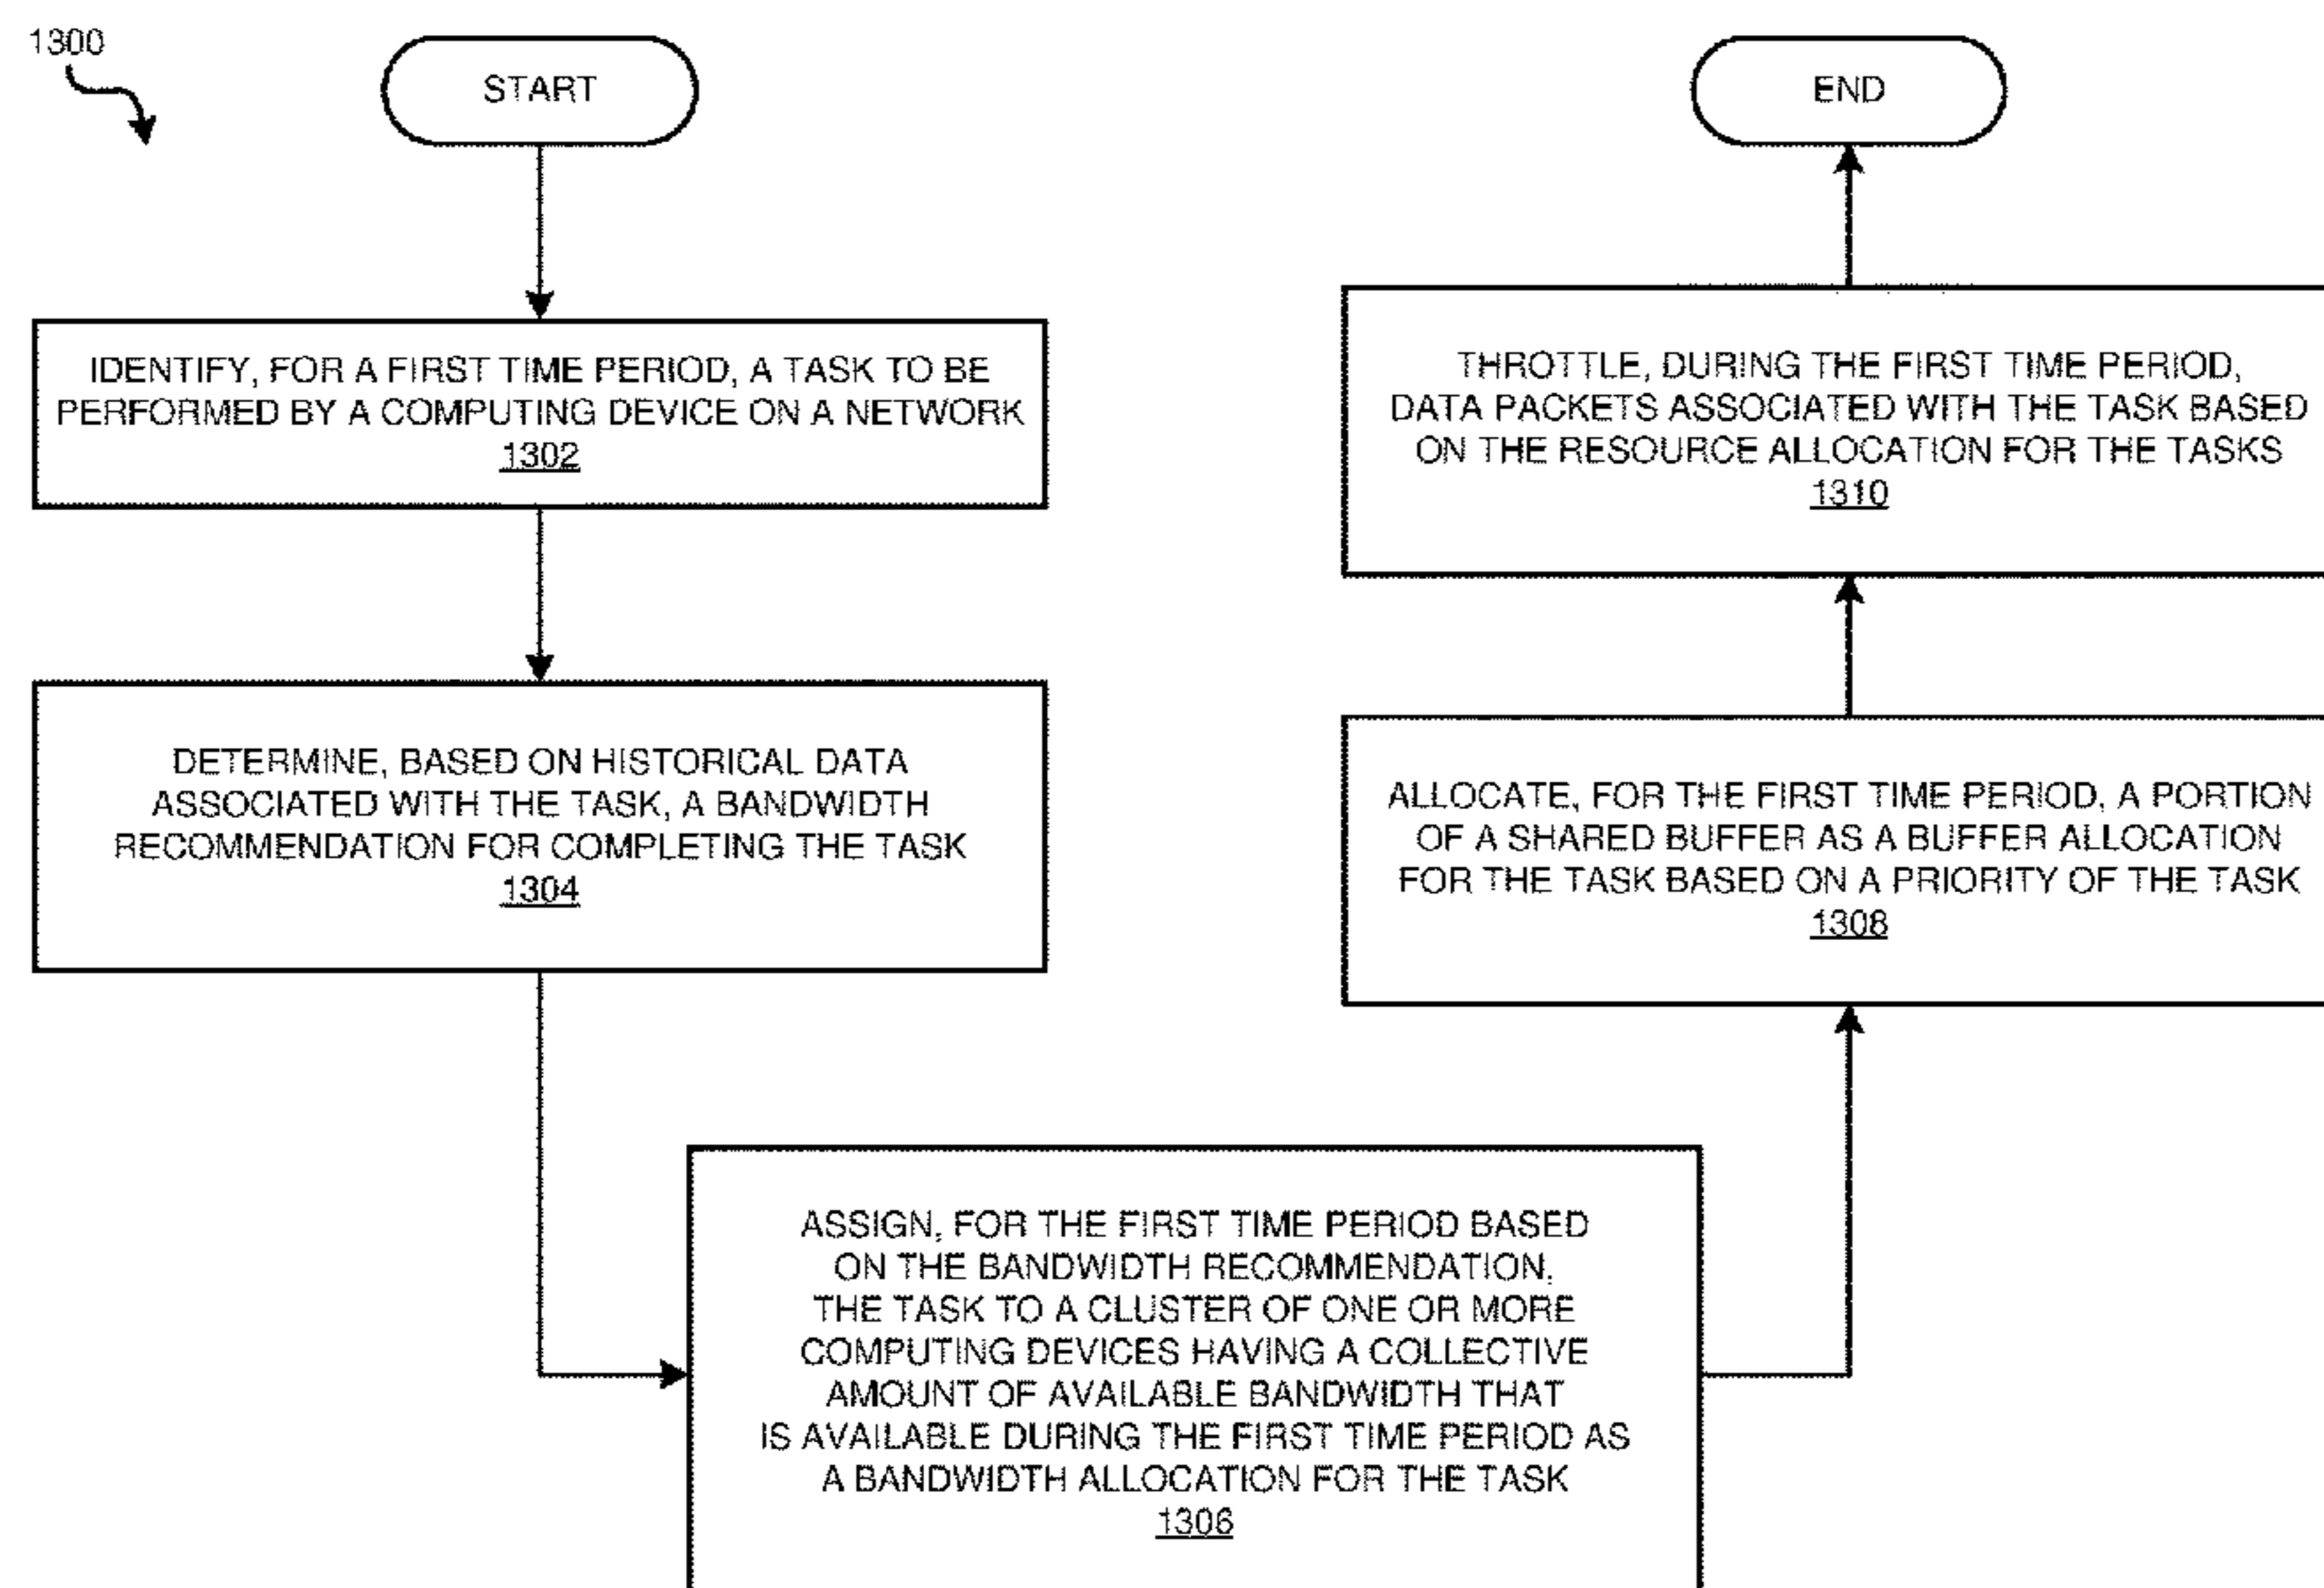 1300
START
IDENTIFY, FOR A FIRST TIME PERIOD, A TASK TO BE
PERFORMED BY A COMPUTING DEVICE ON A NETWORK
1302
DETERMINE, BASED ON HISTORICAL DATA
ASSOCIATED WITH THE TASK, A BANDWIDTH
RECOMMENDATION FOR COMPLETING THE TASK
1304
ASSIGN, FOR THE FIRST TIME PERIOD BASED
ON THE BANDWIDTH RECOMMENDATION,
THE TASK TO A CLUSTER OF ONE OR MORE
COMPUTING DEVICES HAVING A COLLECTIVE
AMOUNT OF AVAILABLE BANDWIDTH THAT
IS AVAILABLE DURING THE FIRST TIME PERIOD AS
A BANDWIDTH ALLOCATION FOR THE TASK
1306
ALLOCATE, FOR THE FIRST TIME PERIOD, A PORTION
OF A SHARED BUFFER AS A BUFFER ALLOCATION
FOR THE TASK BASED ON A PRIORITY OF THE TASK
1308
THROTTLE, DURING THE FIRST TIME PERIOD,
DATA PACKETS ASSOCIATED WITH THE TASK BASED
ON THE RESOURCE ALLOCATION FOR THE TASKS
1310
END